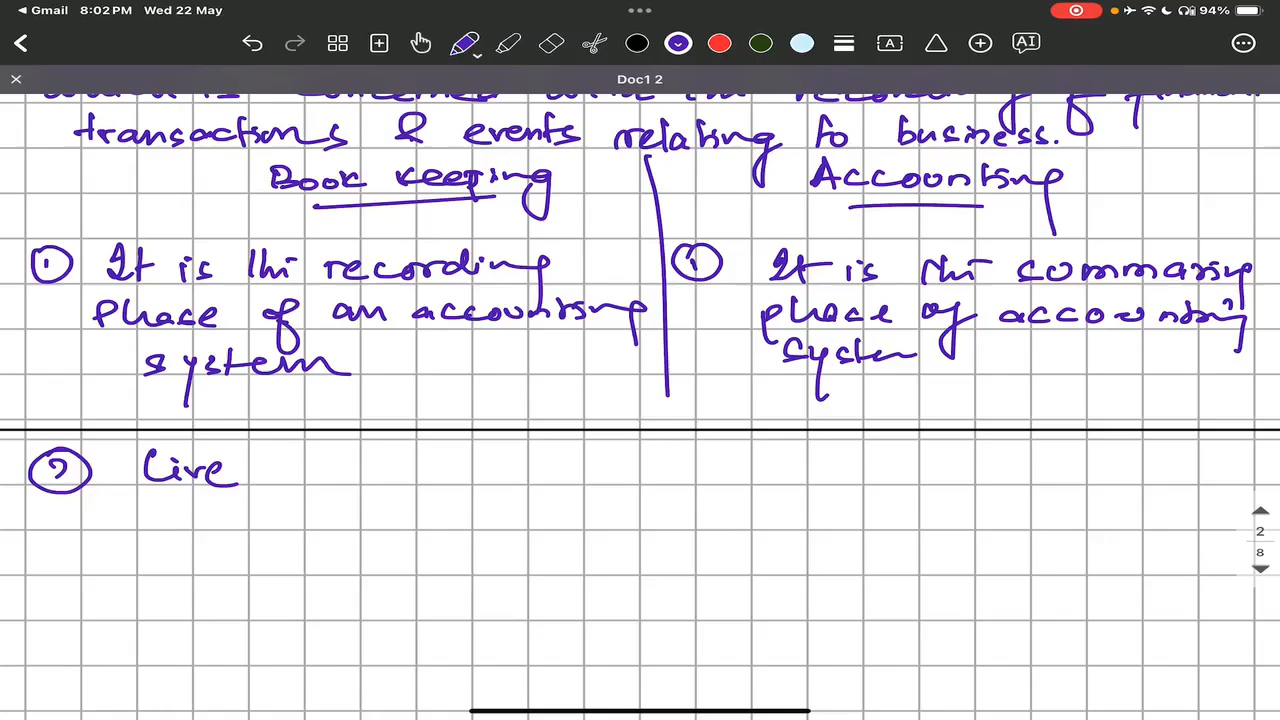 Gmail 8:02 PM Wed 22 May 94%
A AI
Doc1 2
transactions & events relating to business.
Book keeping Accounting
① It is the recording
phase of an accounting
system
① It is the summaring
phase of accounting
system
② Live
2
8